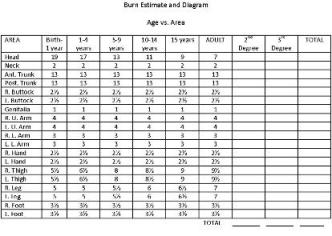 Burn Estimate and Diagram
Age vs. Area
AREA Birth-1 year 1-4 years 5-9 years 10-14 years 15 years ADULT 2nd Degree 3rd Degree TOTAL
Head 19 17 13 11 9 7
Neck 2 2 2 2 2 2
Ant. Trunk 13 13 13 13 13 13
Post. Trunk 13 13 13 13 13 13
R. Buttock 2½ 2½ 2½ 2½ 2½ 2½
L. Buttock 2½ 2½ 2½ 2½ 2½ 2½
Genitalia 1 1 1 1 1 1
R. U. Arm 4 4 4 4 4 4
L. U. Arm 4 4 4 4 4 4
R. L. Arm 3 3 3 3 3 3
L. L. Arm 3 3 3 3 3 3
R. Hand 2½ 2½ 2½ 2½ 2½ 2½
L. Hand 2½ 2½ 2½ 2½ 2½ 2½
R. Thigh 5½ 6½ 8 8½ 9 9½
L. Thigh 5½ 6½ 8 8½ 9 9½
R. Leg 5 5 5½ 6 6½ 7
L. Leg 5 5 5½ 6 6½ 7
R. Foot 3½ 3½ 3½ 3½ 3½ 3½
L. Foot 3½ 3½ 3½ 3½ 3½ 3½
TOTAL